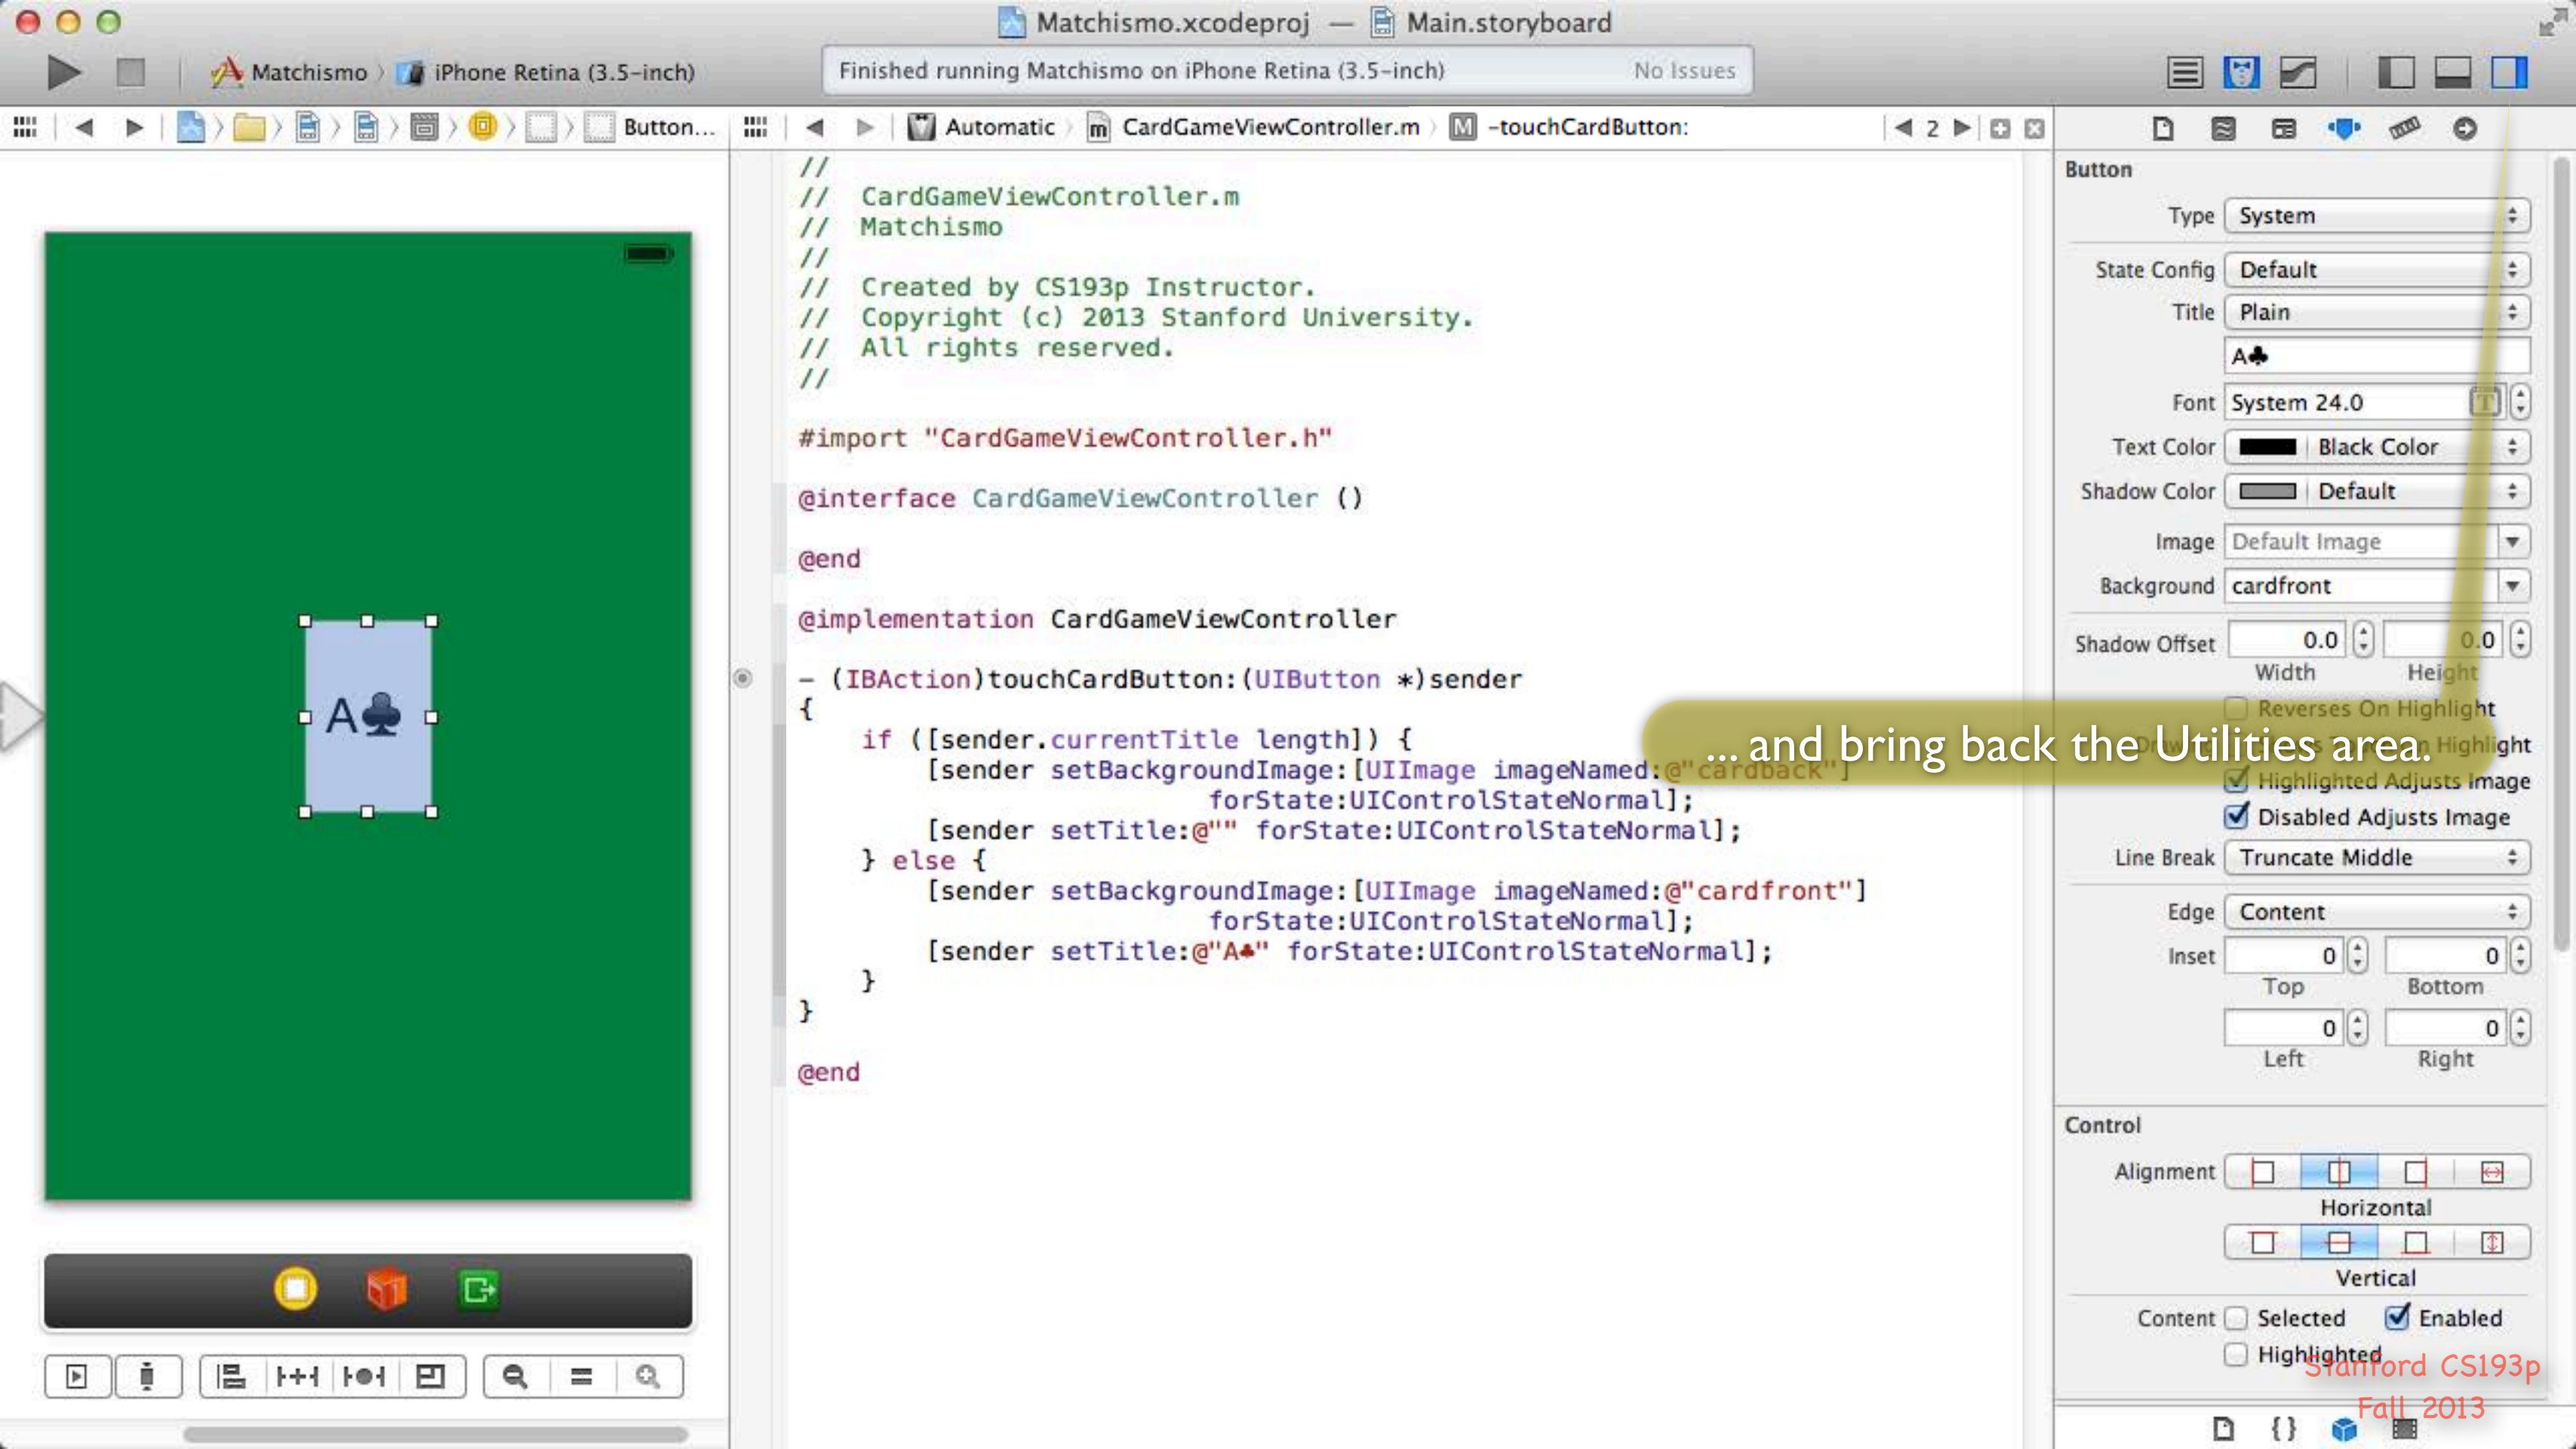 Matchismo.xcodeproj — Main.storyboard
Matchismo iPhone Retina (3.5-inch)
Finished running Matchismo on iPhone Retina (3.5-inch) No Issues
Button...
Automatic CardGameViewController.m M -touchCardButton:
2
A♣
//
// CardGameViewController.m
// Matchismo
//
// Created by CS193p Instructor.
// Copyright (c) 2013 Stanford University.
// All rights reserved.
//
#import "CardGameViewController.h"
@interface CardGameViewController ()
@end
@implementation CardGameViewController
- (IBAction)touchCardButton:(UIButton *)sender
{
if ([sender.currentTitle length]) {
[sender setBackgroundImage:[UIImage imageNamed:@"cardback"]
forState:UIControlStateNormal];
[sender setTitle:@"" forState:UIControlStateNormal];
} else {
[sender setBackgroundImage:[UIImage imageNamed:@"cardfront"]
forState:UIControlStateNormal];
[sender setTitle:@"A♣" forState:UIControlStateNormal];
}
}
@end
... and bring back the Utilities area.
Button
Type System
State Config Default
Title Plain
A♣
Font System 24.0
Text Color Black Color
Shadow Color Default
Image Default Image
Background cardfront
Shadow Offset 0.0 0.0
Width Height
Reverses On Highlight
Highlight
Highlighted Adjusts Image
Disabled Adjusts Image
Line Break Truncate Middle
Edge Content
Inset 0 0
Top Bottom
0 0
Left Right
Control
Alignment
Horizontal
Vertical
Content Selected Enabled
Highlighted
Stanford CS193p
Fall 2013
{}